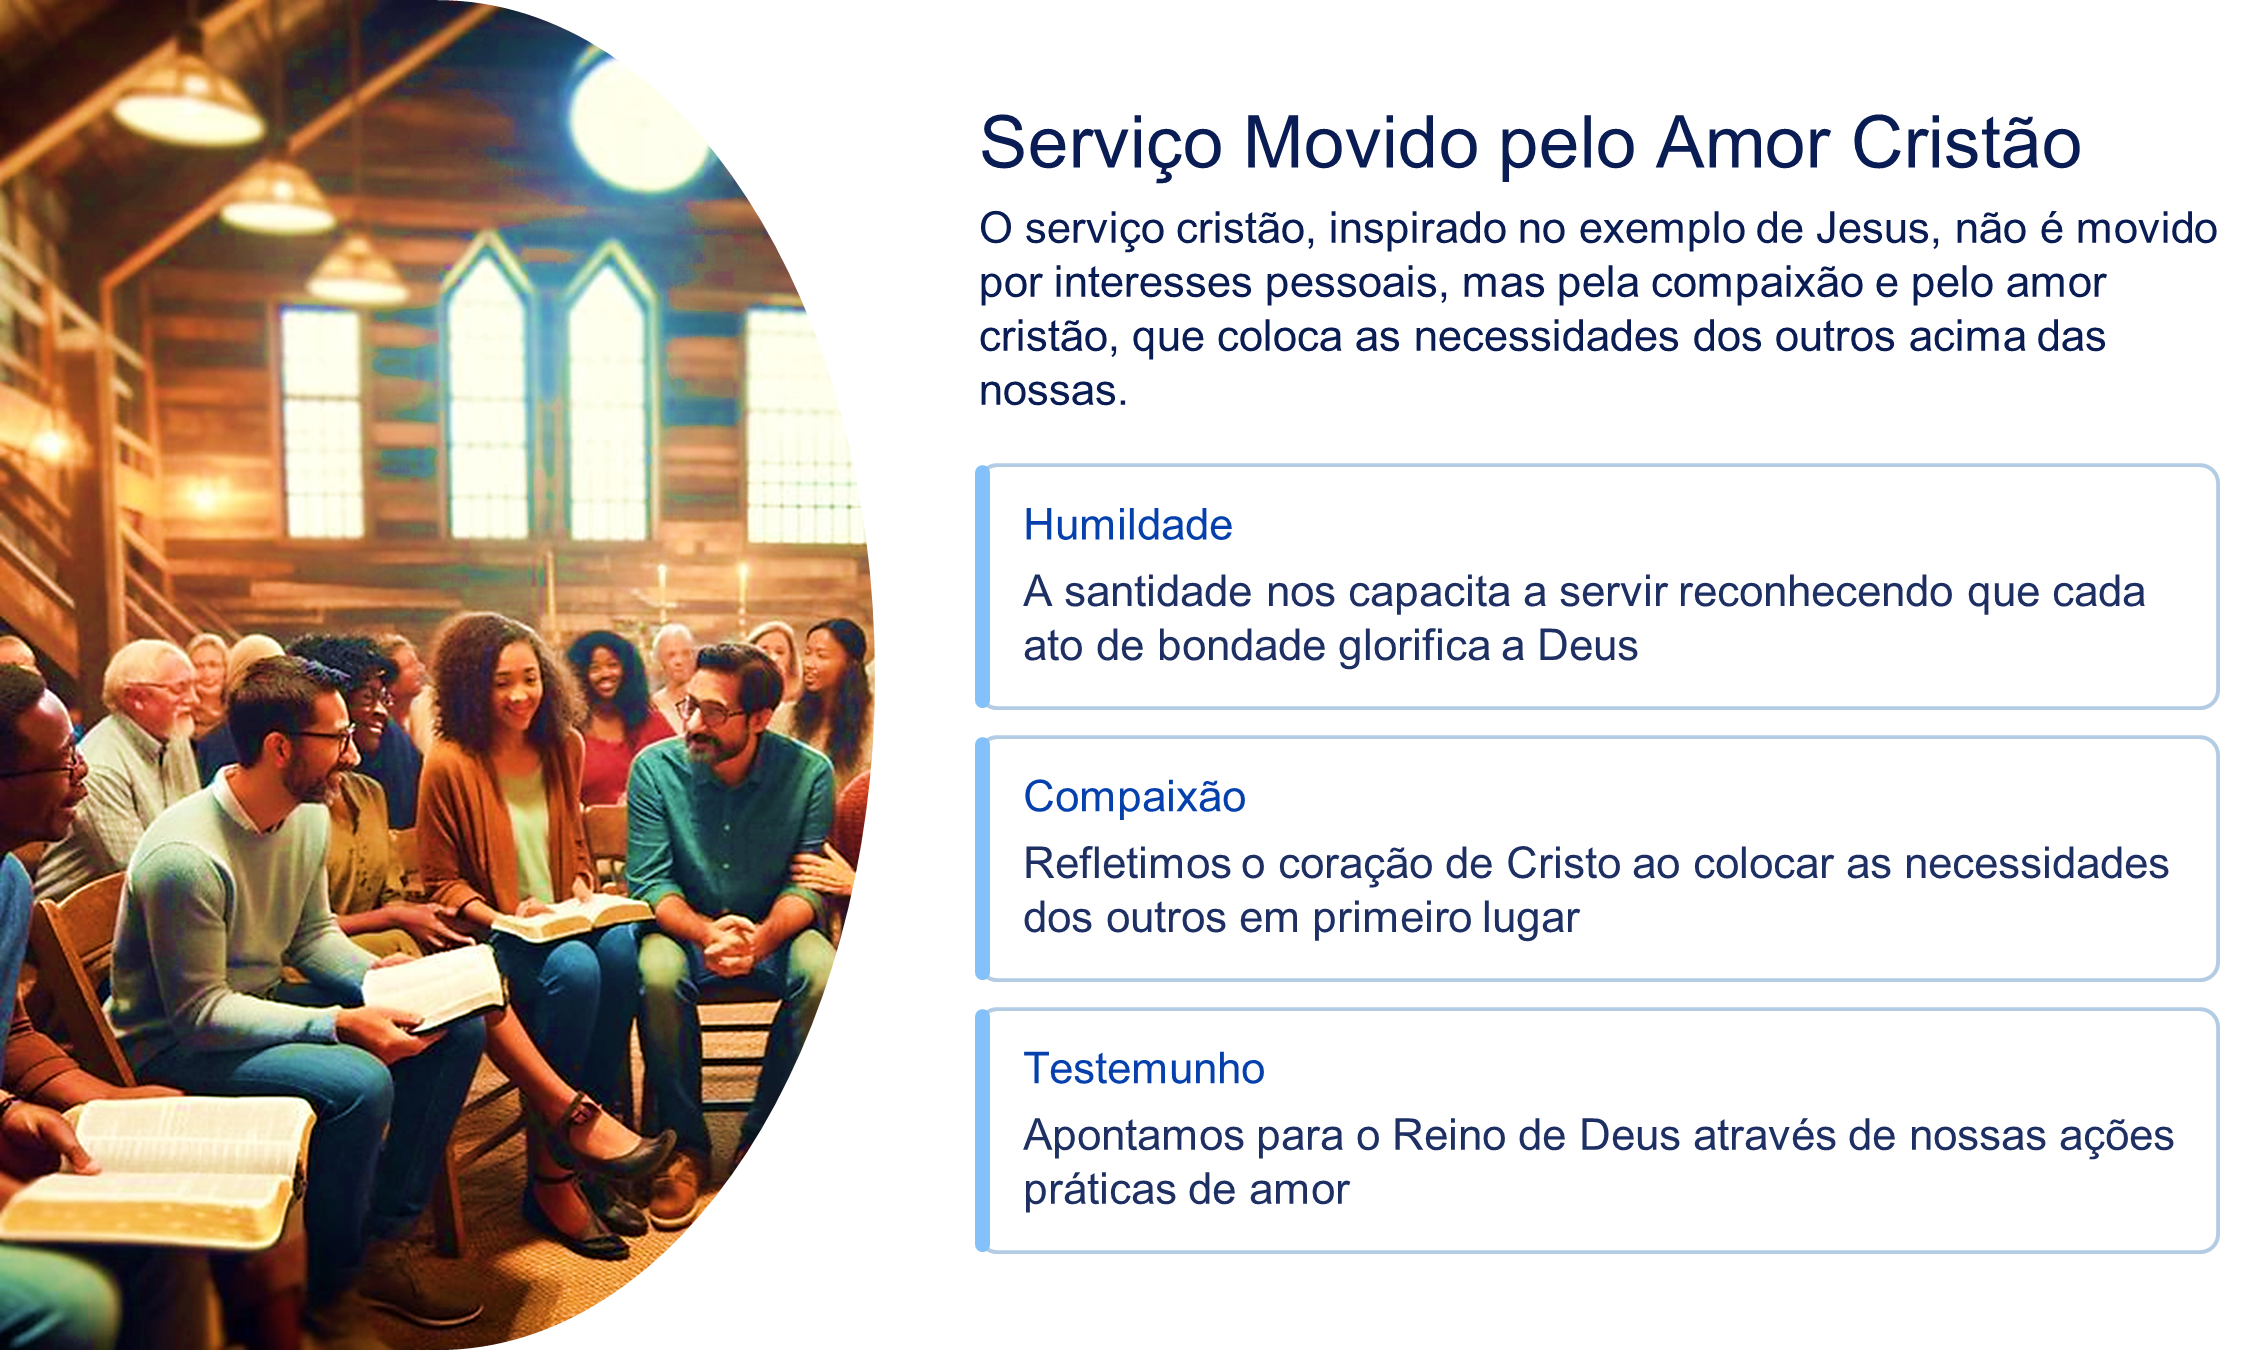 Serviço Movido pelo Amor Cristão
O serviço cristão, inspirado no exemplo de Jesus, não é movido
por interesses pessoais, mas pela compaixão e pelo amor
cristão, que coloca as necessidades dos outros acima das
nossas.
Humildade
A santidade nos capacita a servir reconhecendo que cada
ato de bondade glorifica a Deus
Compaixão
Refletimos o coração de Cristo ao colocar as necessidades
dos outros em primeiro lugar
Testemunho
Apontamos para o Reino de Deus através de nossas ações
práticas de amor